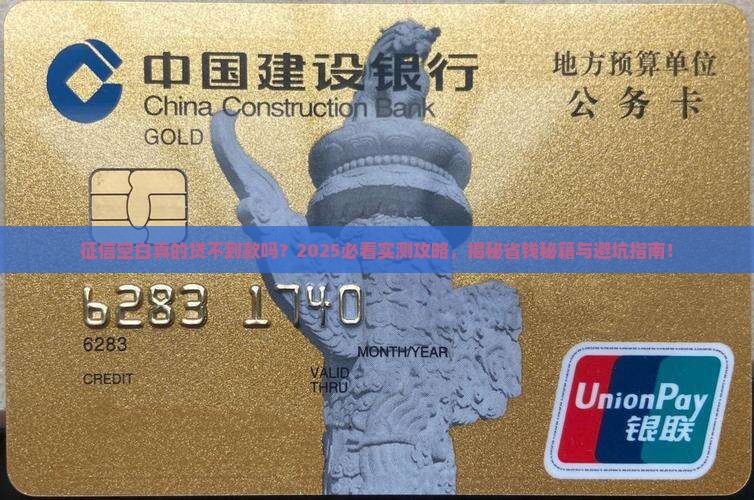 中国建设银行
China Construction Bank
GOLD
地方预算单位
公务卡
征信空白真的贷不到款吗？2025必看实测攻略，揭秘省钱秘籍与避坑指南！
6283 1740
6283
MONTH/YEAR
VALID
THRU
CREDIT
UnionPay
银联